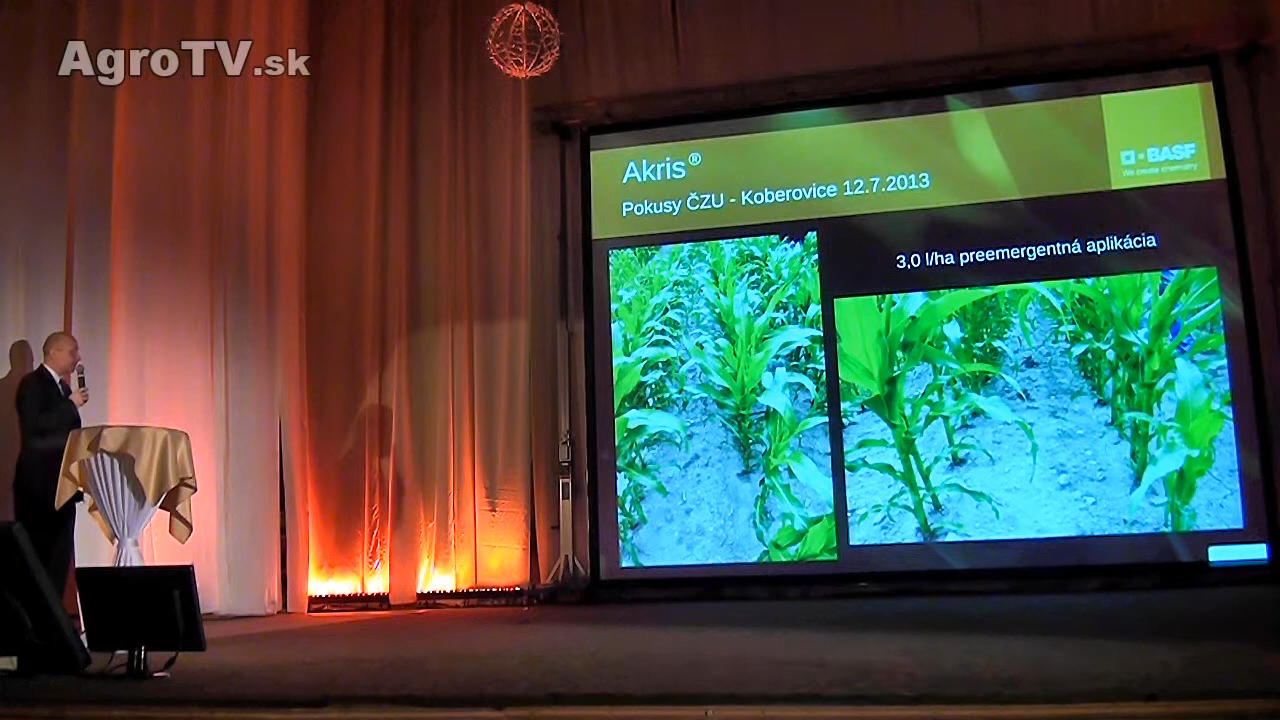 AgroTV.sk
Akris®
Pokusy ČZU - Koberovice 12.7.2013
BASF
We create chemistry
3,0 l/ha preemergentná aplikácia